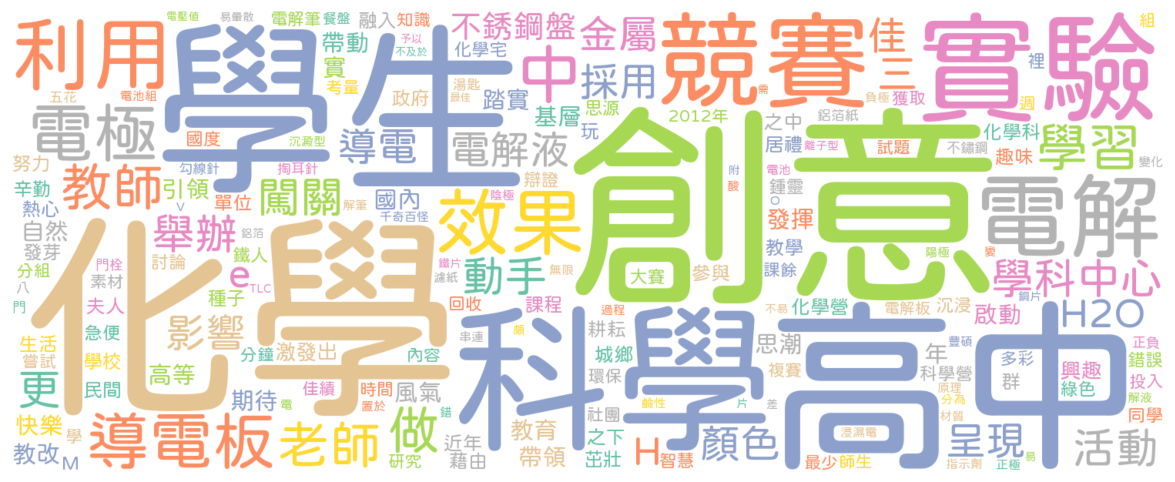 電壓值
易暈散
電解筆
餐盤
融入
知識
不銹鋼盤
金屬
競賽
佳
實驗
組
利用
學生
帶動
予以
不及於
化學宅
中
採用
三
裡
實
考量
湯匙
最佳
負極
需
獲取
週
五花
電池組
政府
踏實
基層
思源
2012年
之中
鋁箔紙
化學科
電極
國度
沉澱型
導電
電解液
玩
創意
居禮
離子型
試題
不鏽鋼
趣味
學習
變化
努力
勾線針
掏耳針
辯證
附
電池
教師
引領
闖關
國內
陰極
效果
酸
鍾靈
電解
辛勤
熱心
單位
V
解筆
千奇百怪
o
發揮
自然
舉辦
鋁箔
教學
陽極
變
發芽
鐵人
e
動手
鐵片
無限
大賽
參與
課餘
學科中心
分組
門栓
素材
討論
TLC
濾紙
八
化學
種子
回收
課程
過程
不易
化學營
電解板
沉浸
銅片
啟動
H2O
門
夫人
影響
串連
頗
科學
耕耘
高中
豐碩
正負
急便
生活
分鐘
激發出
內容
城鄉
思潮
年
多彩
錯誤
嘗試
學校
高等
環保
複賽
科學營
群
興趣
更
民間
佳績
時間
風氣
綠色
投入
原理
分為
解液
期待
置於
鹼性
片
差
材質
同學
快樂
學
導電板
電
老師
做
錯
社團
顏色
溼濕電
呈現
活動
教改
M
研究
近年
藉由
教育
帶領
之下
茁壯
H
智慧
最少
師生
指示劑
正極
易